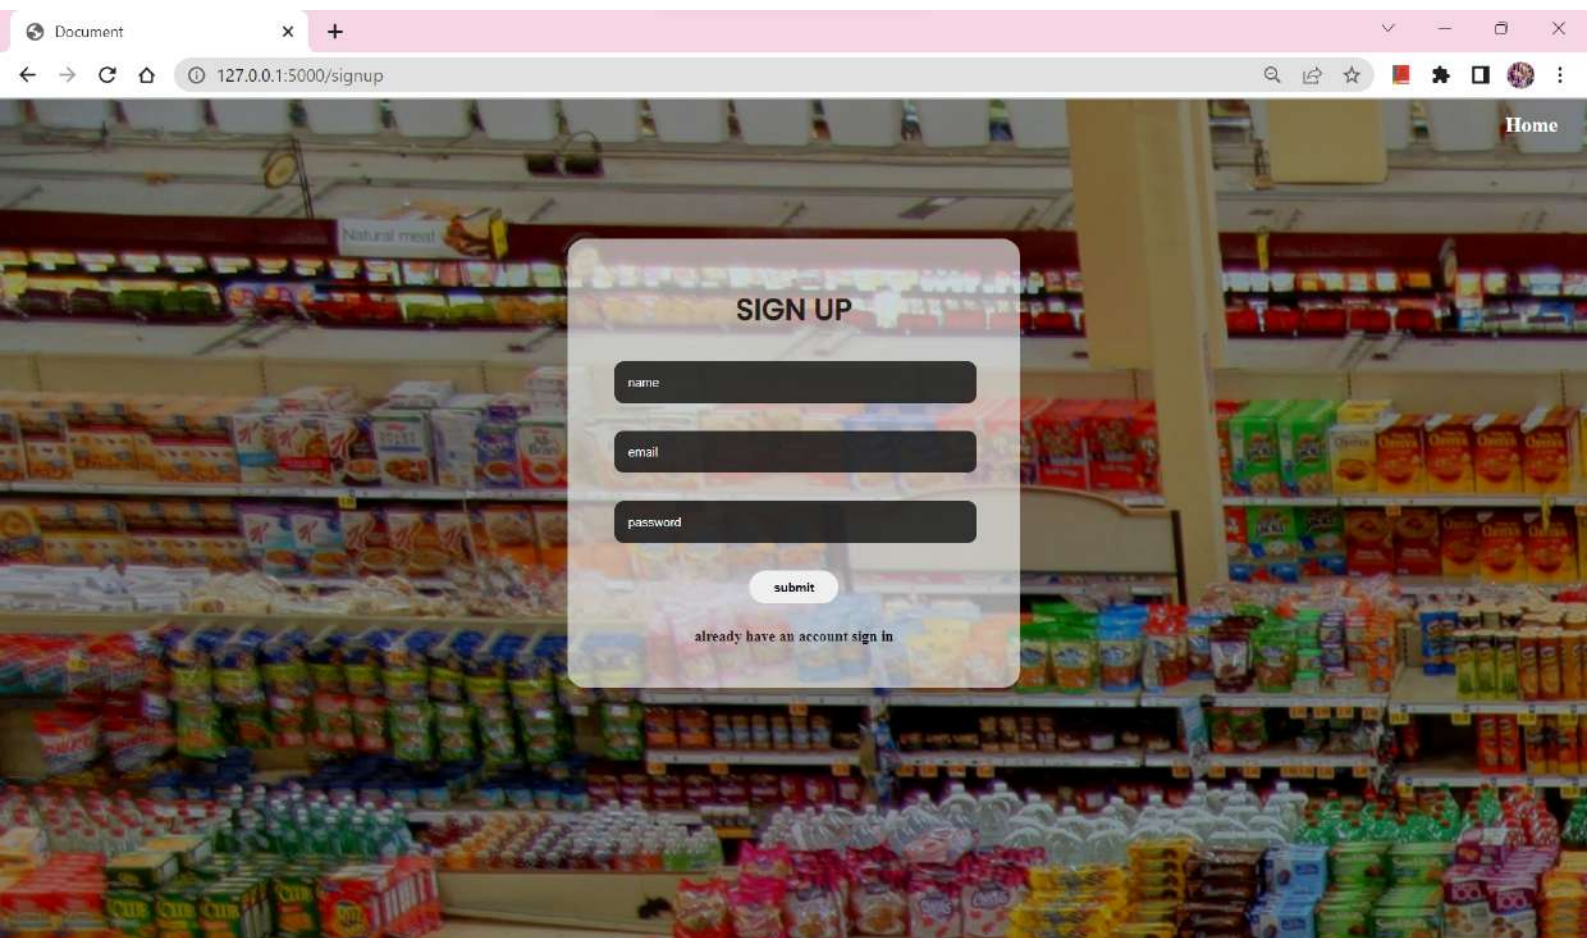 Document
127.0.0.1:5000/signup
Home
Natural meat
SIGN UP
name
email
password
submit
already have an account sign in